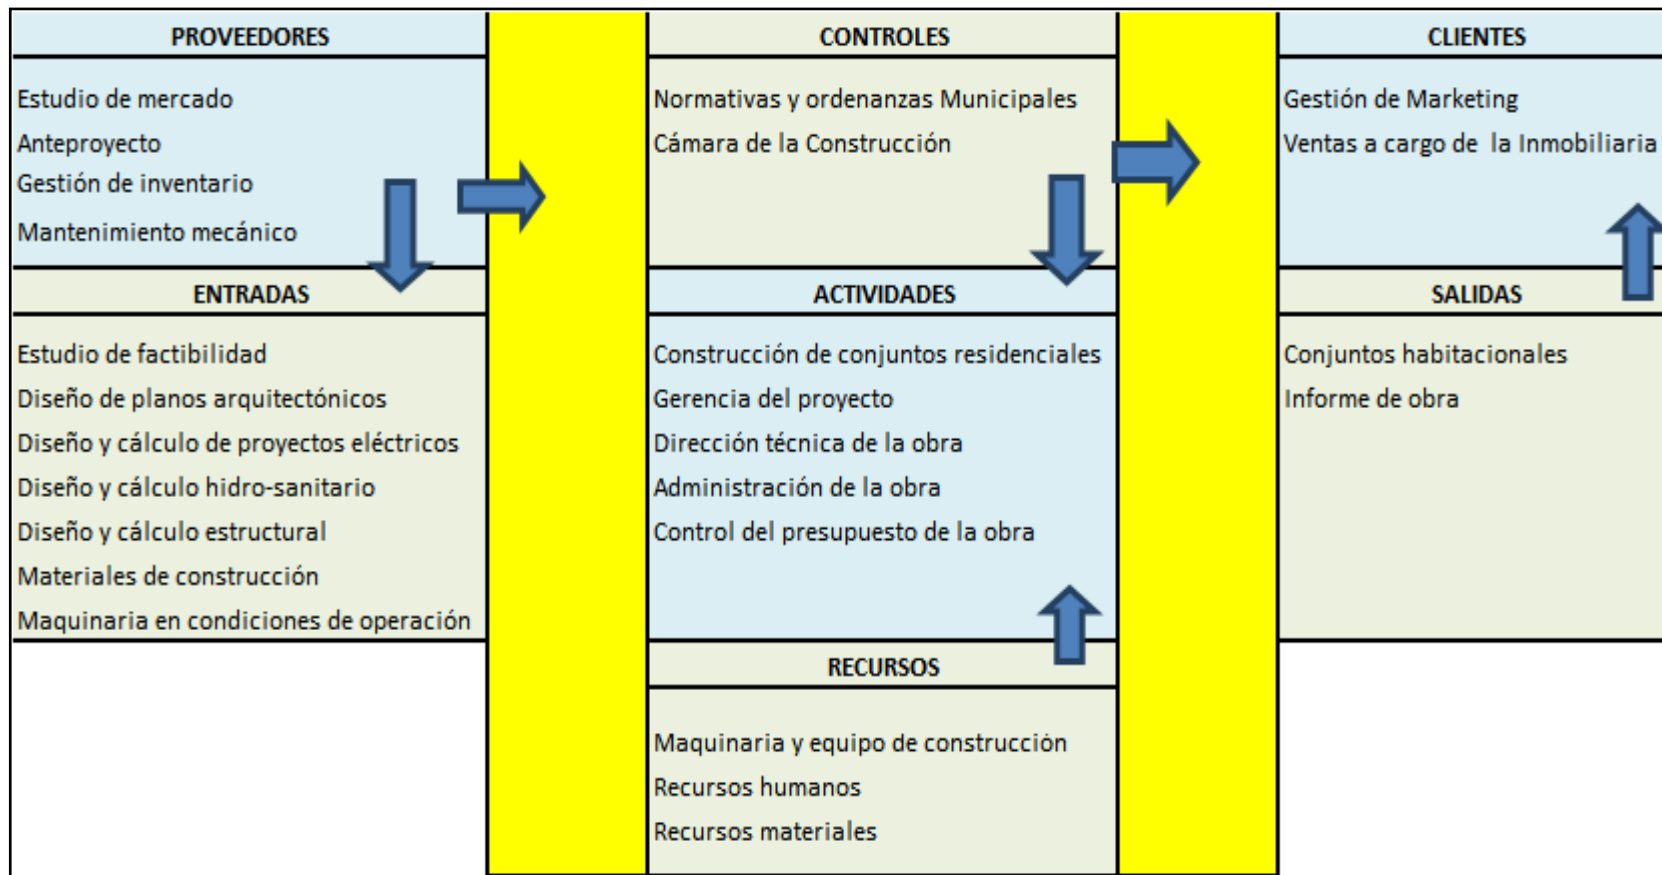 PROVEEDORES
Estudio de mercado
Anteproyecto
Gestión de inventario
Mantenimiento mecánico
ENTRADAS
Estudio de factibilidad
Diseño de planos arquitectónicos
Diseño y cálculo de proyectos eléctricos
Diseño y cálculo hidro-sanitario
Diseño y cálculo estructural
Materiales de construcción
Maquinaria en condiciones de operación
CONTROLES
Normativas y ordenanzas Municipales
Cámara de la Construcción
ACTIVIDADES
Construcción de conjuntos residenciales
Gerencia del proyecto
Dirección técnica de la obra
Administración de la obra
Control del presupuesto de la obra
RECURSOS
Maquinaria y equipo de construcción
Recursos humanos
Recursos materiales
CLIENTES
Gestión de Marketing
Ventas a cargo de la Inmobiliaria
SALIDAS
Conjuntos habitacionales
Informe de obra